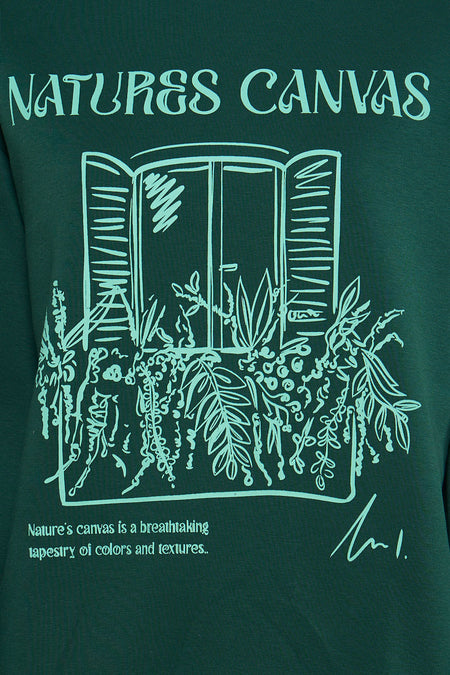 NATURES CANVAS
Nature's canvas is a breathtaking
tapestry of colors and textures..